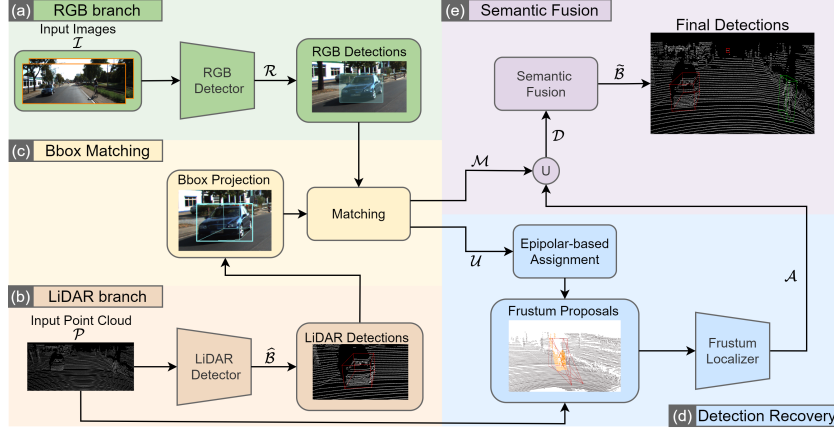 (a) RGB branch
Input Images
ℐ
RGB
Detector
ℛ
RGB Detections
(e) Semantic Fusion
Semantic
Fusion
ℬ̃
Final Detections
𝒟
U
(c) Bbox Matching
Bbox Projection
Matching
ℳ
𝒰
(b) LiDAR branch
Input Point Cloud
𝒫
LiDAR
Detector
ℬ̂
LiDAR Detections
Epipolar-based
Assignment
Frustum Proposals
Frustum
Localizer
𝒜
(d) Detection Recovery